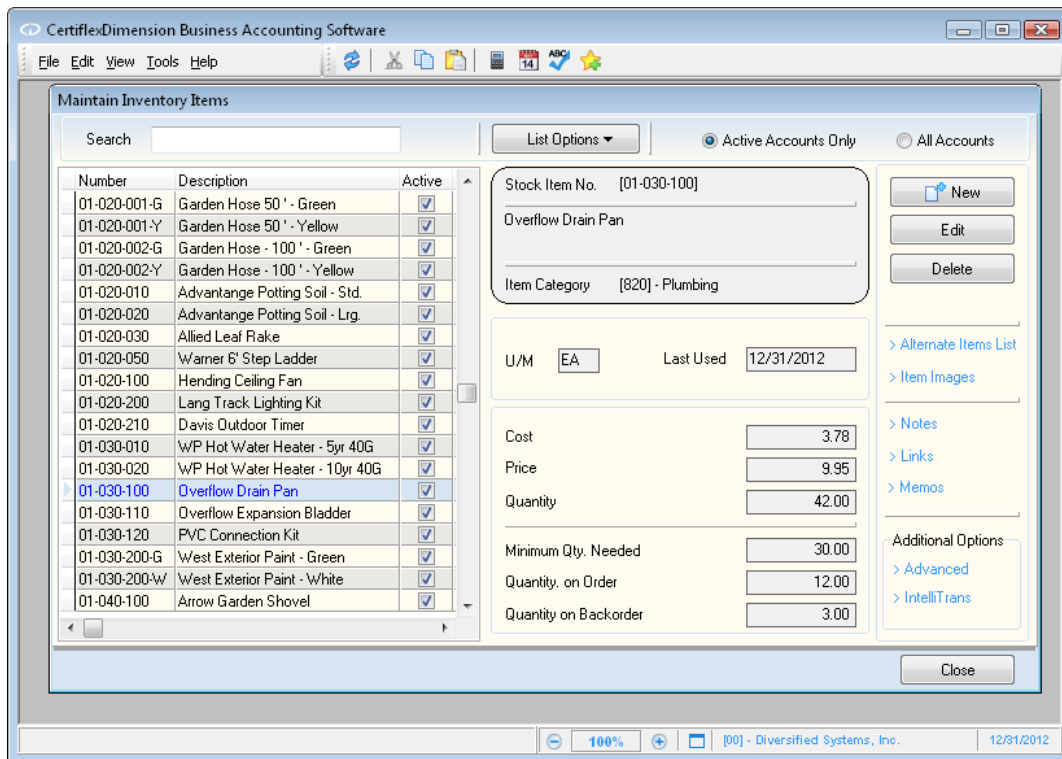 CertiflexDimension Business Accounting Software
File Edit View Tools Help
14 ABC
Maintain Inventory Items
Search List Options Active Accounts Only All Accounts
Number Description Active
01-020-001-G Garden Hose 50 ' - Green
01-020-001-Y Garden Hose 50 ' - Yellow
01-020-002-G Garden Hose - 100 ' - Green
01-020-002-Y Garden Hose - 100 ' - Yellow
01-020-010 Advantange Potting Soil - Std.
01-020-020 Advantange Potting Soil - Lrg.
01-020-030 Allied Leaf Rake
01-020-050 Warner 6' Step Ladder
01-020-100 Hending Ceiling Fan
01-020-200 Lang Track Lighting Kit
01-020-210 Davis Outdoor Timer
01-030-010 WP Hot Water Heater - 5yr 40G
01-030-020 WP Hot Water Heater - 10yr 40G
01-030-100 Overflow Drain Pan
01-030-110 Overflow Expansion Bladder
01-030-120 PVC Connection Kit
01-030-200-G West Exterior Paint - Green
01-030-200-W West Exterior Paint - White
01-040-100 Arrow Garden Shovel
Stock Item No. [01-030-100]
Overflow Drain Pan
Item Category [820] - Plumbing
U/M EA Last Used 12/31/2012
Cost 3.78
Price 9.95
Quantity 42.00
Minimum Qty. Needed 30.00
Quantity. on Order 12.00
Quantity on Backorder 3.00
New
Edit
Delete
> Alternate Items List
> Item Images
> Notes
> Links
> Memos
Additional Options
> Advanced
> IntelliTrans
Close
100% [00] - Diversified Systems, Inc. 12/31/2012